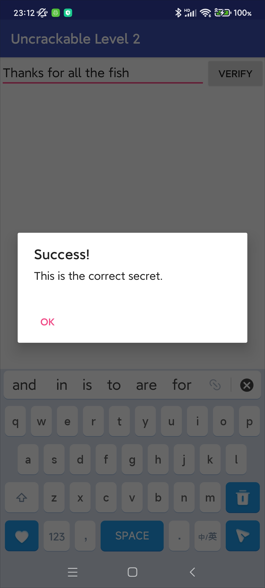 23:12 HD 100%
Uncrackable Level 2
Thanks for all the fish VERIFY
Success!
This is the correct secret.
OK
and in is to are for
q w e r t y u i o p
a s d f g h j k l
z x c v b n m
123 , SPACE . 中/英